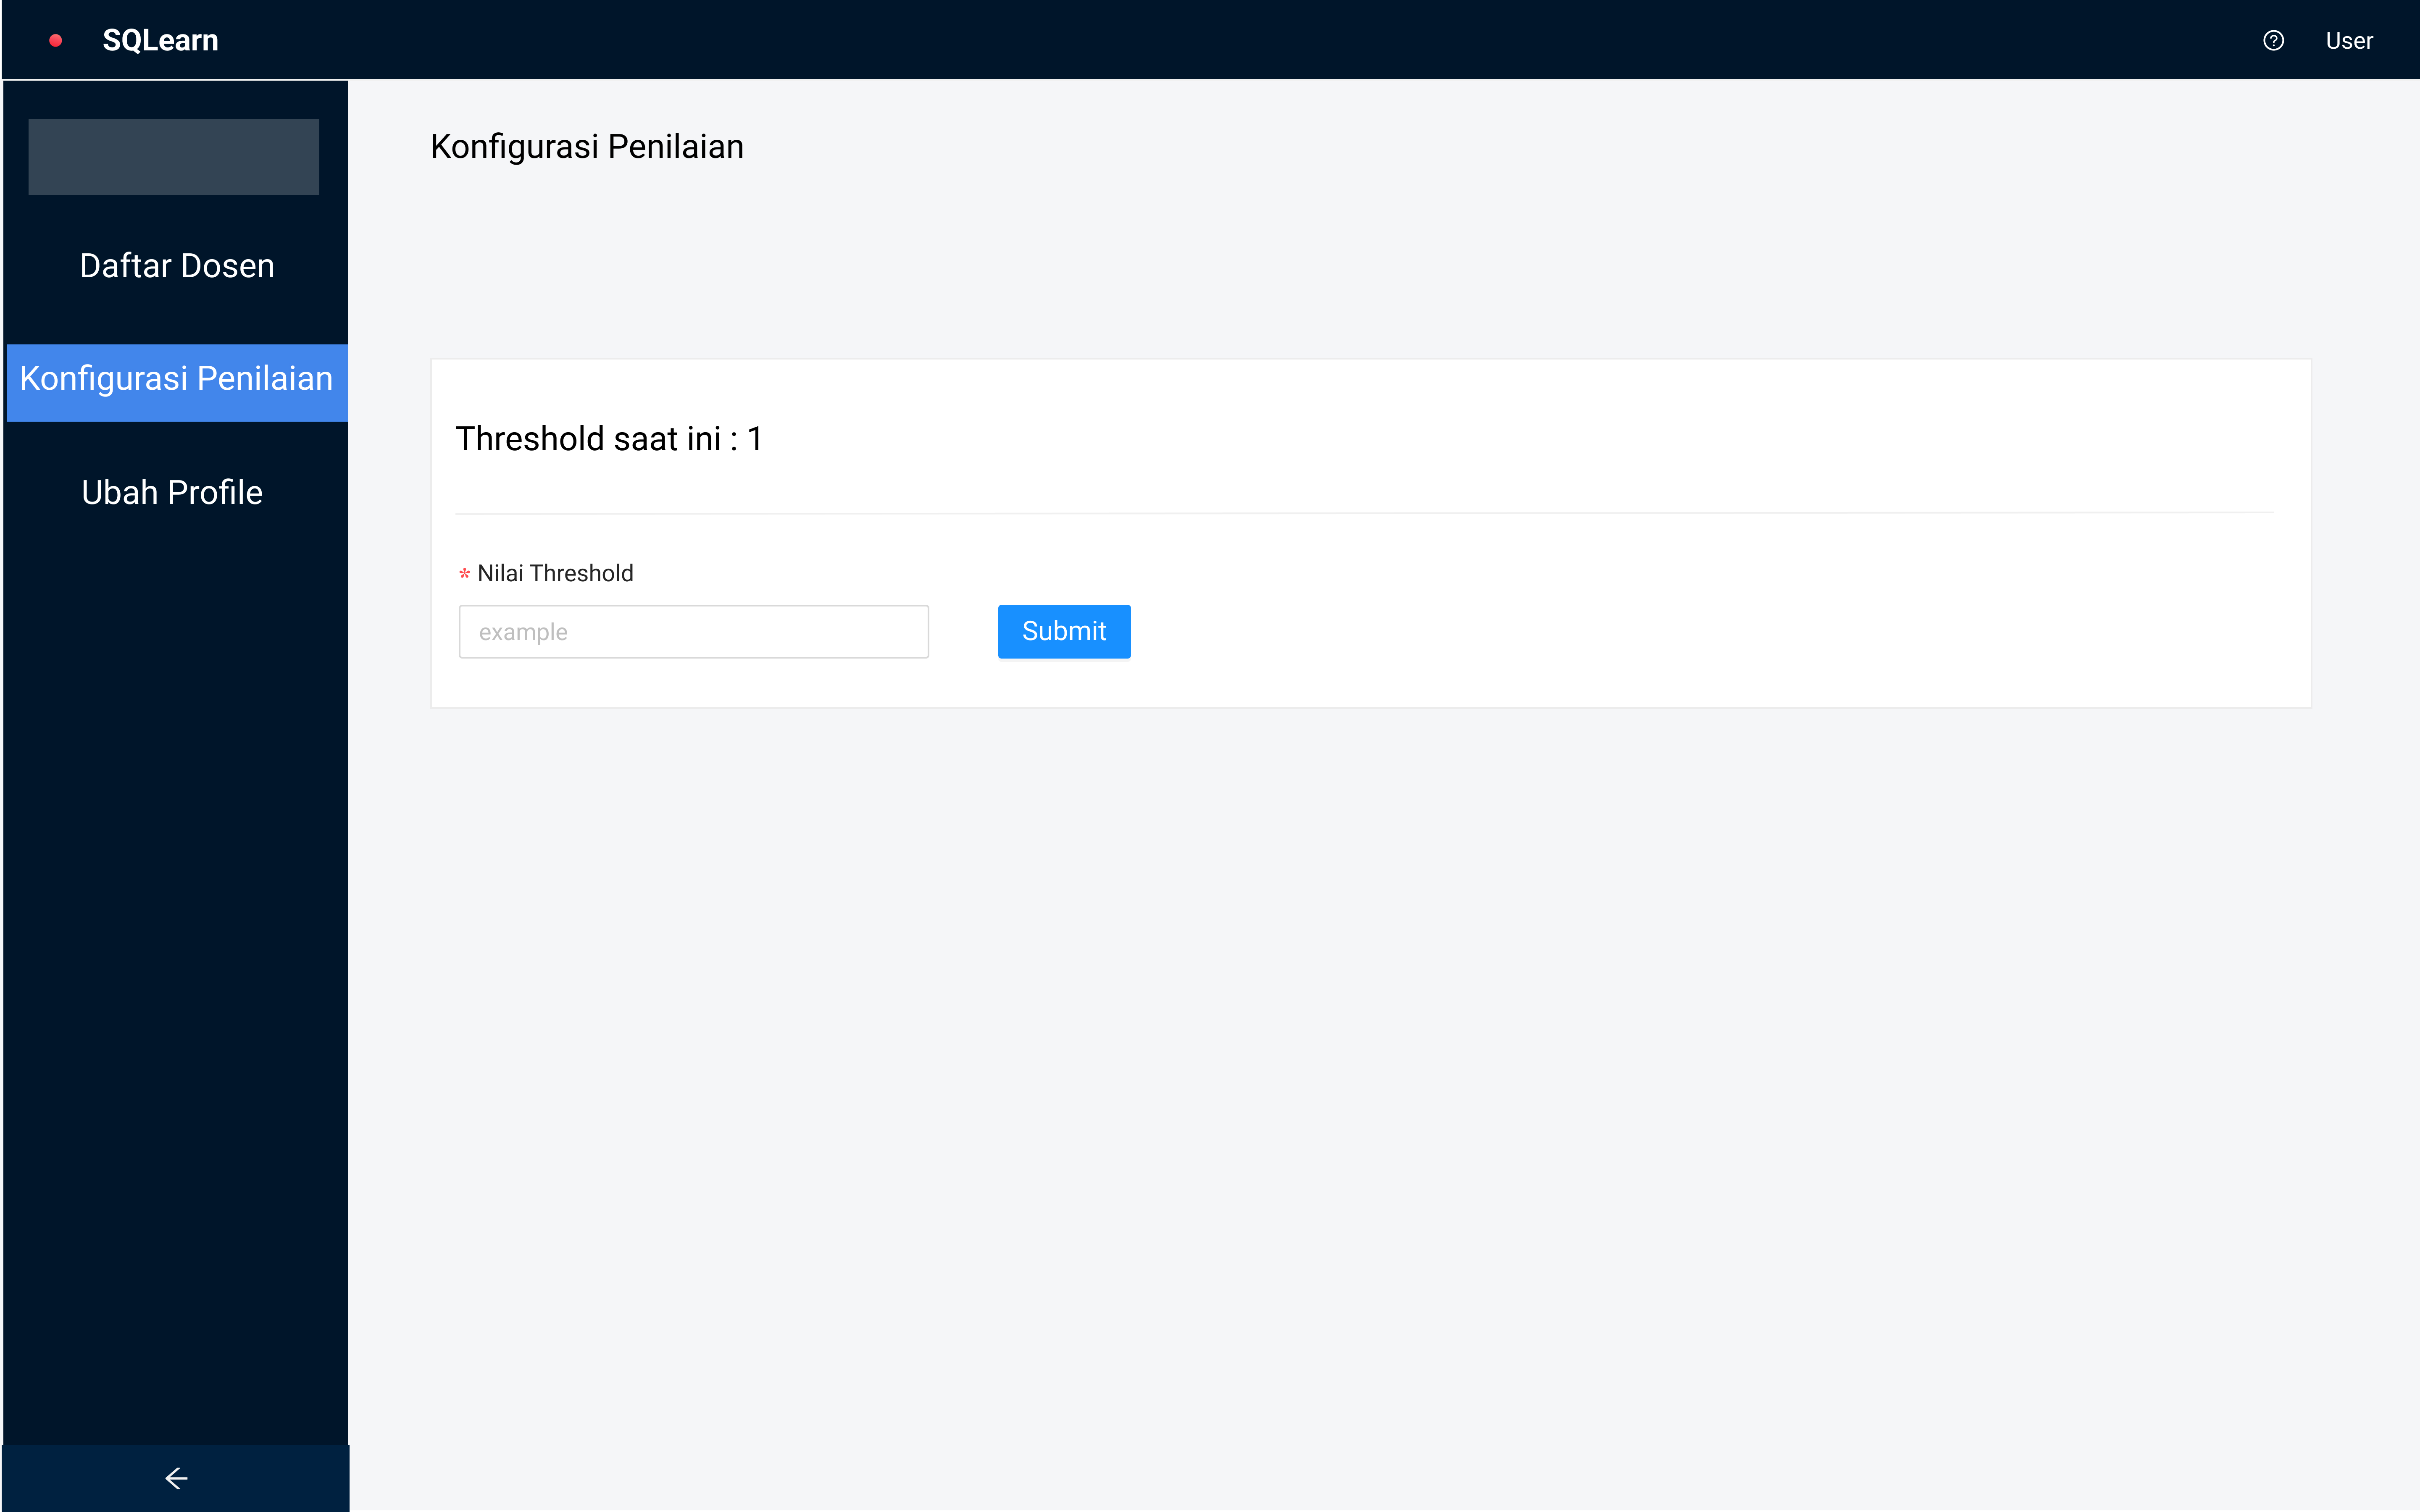 SQLearn
User
Daftar Dosen
Konfigurasi Penilaian
Ubah Profile
Konfigurasi Penilaian
Threshold saat ini : 1
* Nilai Threshold
example
Submit